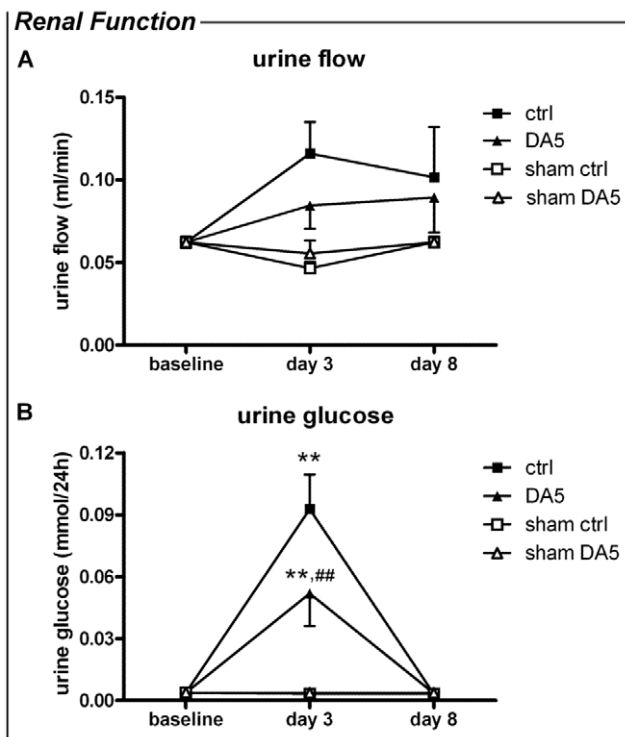 Renal Function
A
urine flow
urine flow (ml/min)
0.15
0.10
0.05
0.00
baseline day 3 day 8
ctrl
DA5
sham ctrl
sham DA5
B
urine glucose
urine glucose (mmol/24h)
0.12
0.09
0.06
0.03
0.00
**
**,##
baseline day 3 day 8
ctrl
DA5
sham ctrl
sham DA5